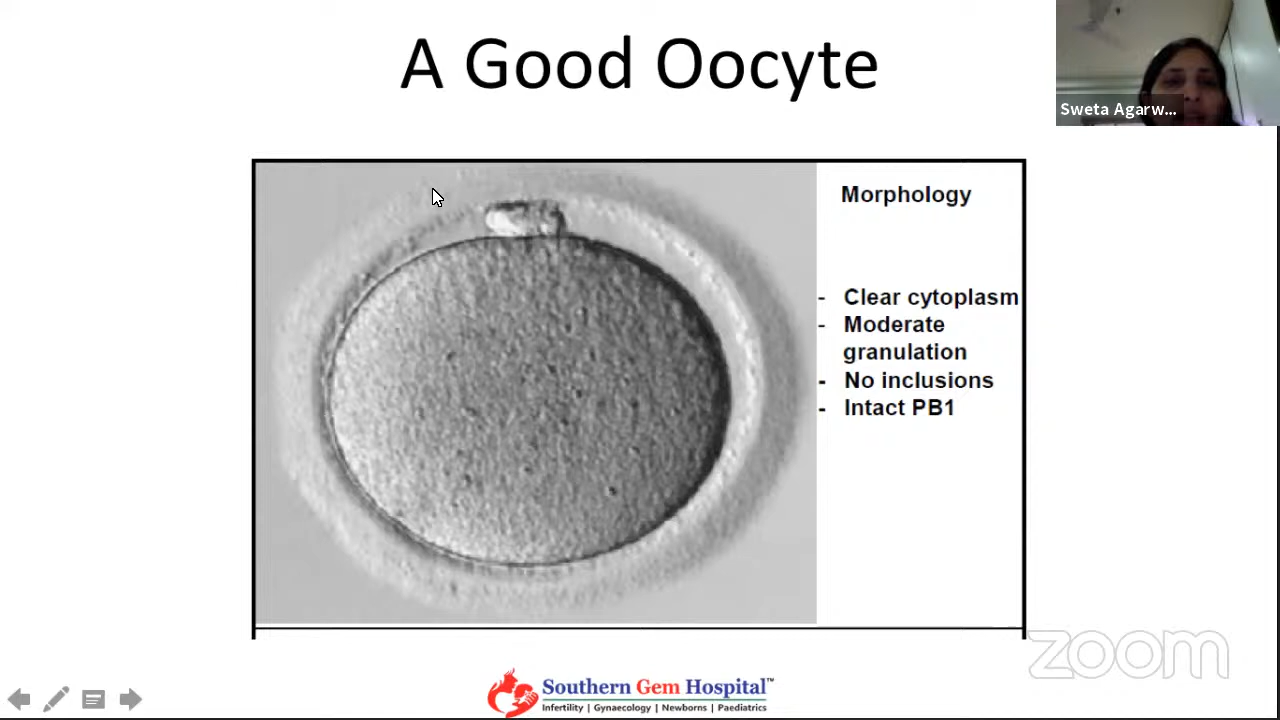 A Good Oocyte
Sweta Agarw...
Morphology
- Clear cytoplasm
- Moderate
granulation
- No inclusions
- Intact PB1
zoom
Southern Gem Hospital™
Infertility | Gynaecology | Newborns | Paediatrics